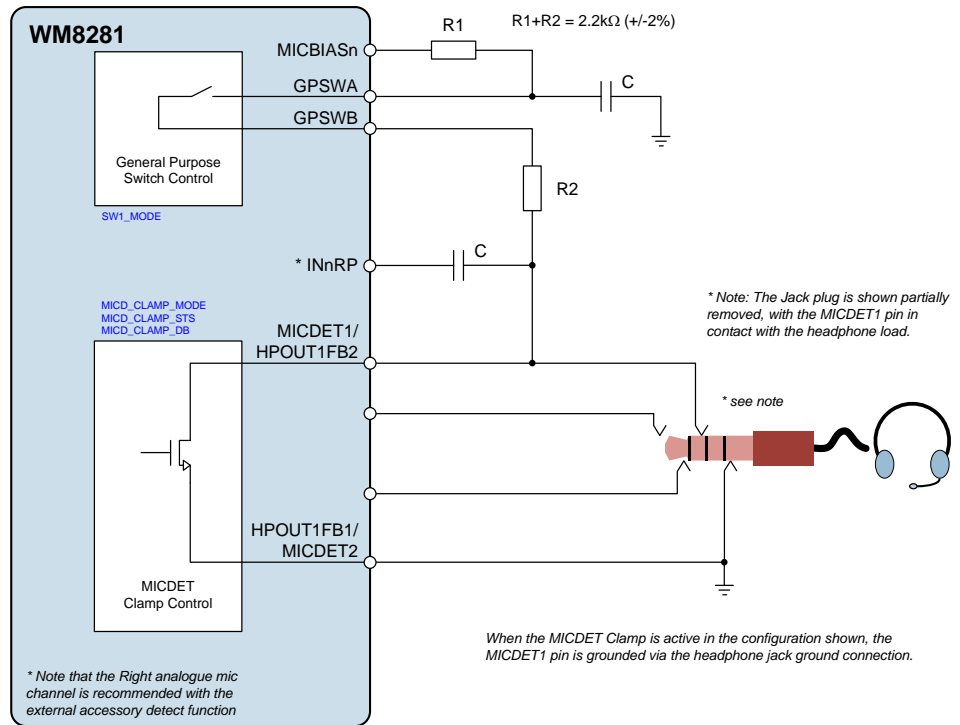 WM8281
R1
R1+R2 = 2.2kΩ (+/-2%)
MICBIASn
GPSWA
C
GPSWB
General Purpose
Switch Control
SW1_MODE
R2
C
* INnRP
MICD_CLAMP_MODE
MICD_CLAMP_STS
MICD_CLAMP_DB
MICDET1/
HPOUT1FB2
* Note: The Jack plug is shown partially
removed, with the MICDET1 pin in
contact with the headphone load.
* see note
HPOUT1FB1/
MICDET2
MICDET
Clamp Control
When the MICDET Clamp is active in the configuration shown, the
MICDET1 pin is grounded via the headphone jack ground connection.
* Note that the Right analogue mic
channel is recommended with the
external accessory detect function